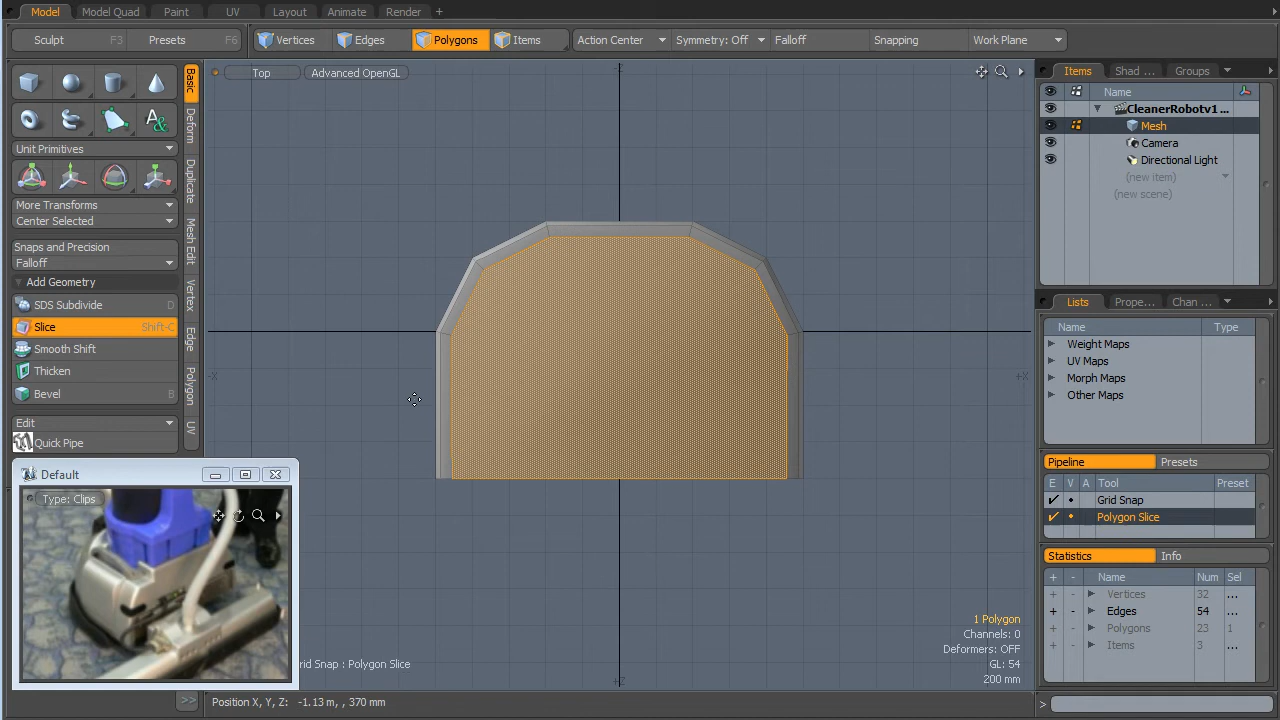 Model
Model Quad
Paint
UV
Layout
Animate
Render
+
Sculpt F3
Presets F6
Vertices
Edges
Polygons
Items
Action Center
Symmetry: Off
Falloff
Snapping
Work Plane
Top
Advanced OpenGL
Items
Shad ...
Groups
Name
CleanerRobotv1 ...
Mesh
Camera
Directional Light
(new item)
(new scene)
Basic
Deform
Duplicate
Mesh Edit
Vertex
Edge
Polygon
UV
Unit Primitives
More Transforms
Center Selected
Snaps and Precision
Falloff
Add Geometry
SDS Subdivide D
Slice Shift-C
Smooth Shift
Thicken
Bevel
Edit
Quick Pipe
Default
Type: Clips
-X
+X
1 Polygon
Channels: 0
Deformers: OFF
GL: 54
200 mm
rid Snap : Polygon Slice
Position X, Y, Z: -1.13 m, , 370 mm
>>
Lists
Prope...
Chan ...
Name Type
Weight Maps
UV Maps
Morph Maps
Other Maps
Pipeline
Presets
E V A Tool Preset
Grid Snap
Polygon Slice
Statistics
Info
+ - Name Num Sel
+ - Vertices 32 ...
+ - Edges 54 ...
+ - Polygons 23 1
+ - Items 3 ...
>